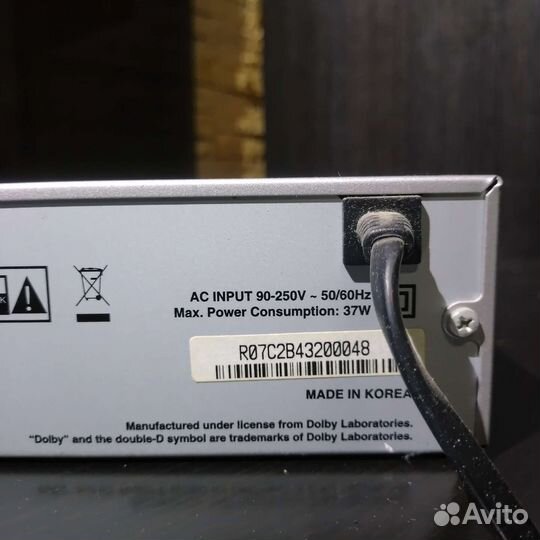 AC INPUT 90-250V ~ 50/60Hz
Max. Power Consumption: 37W
R07C2B43200048
MADE IN KOREA
Manufactured under license from Dolby Laboratories.
"Dolby" and the double-D symbol are trademarks of Dolby Laboratories.
Avito